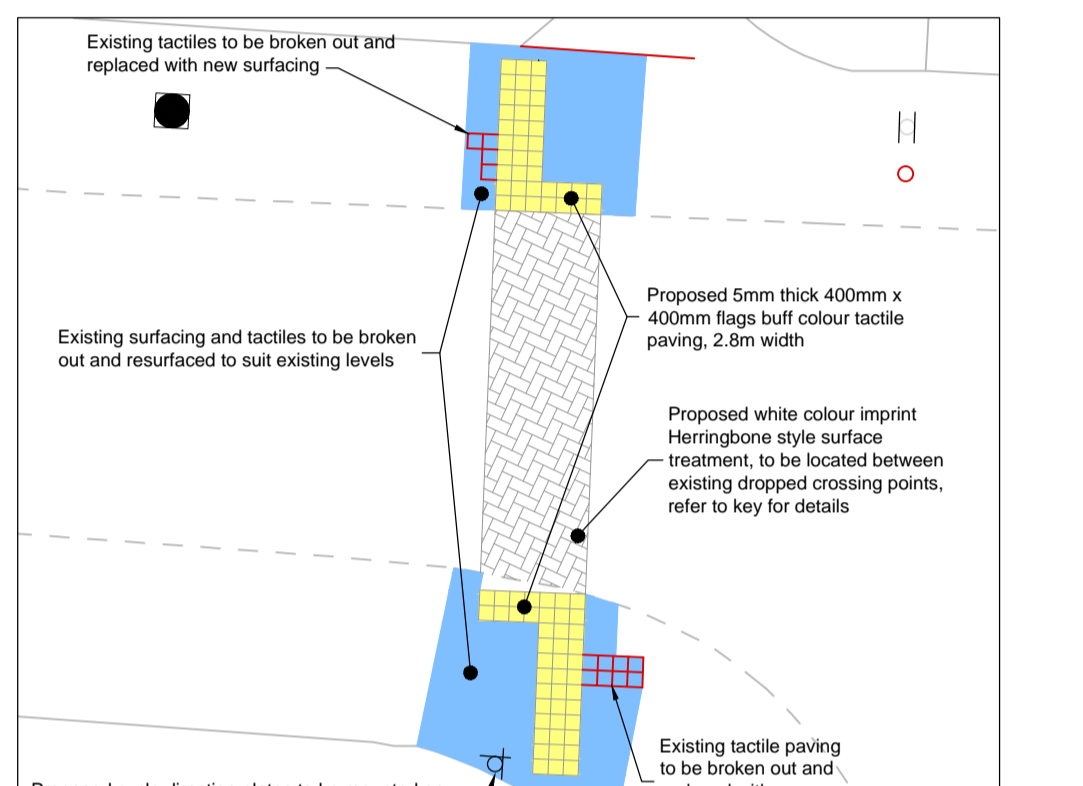 Existing tactiles to be broken out and
replaced with new surfacing
Proposed 5mm thick 400mm x
400mm flags buff colour tactile
paving, 2.8m width
Existing surfacing and tactiles to be broken
out and resurfaced to suit existing levels
Proposed white colour imprint
Herringbone style surface
treatment, to be located between
existing dropped crossing points,
refer to key for details
Existing tactile paving
to be broken out and